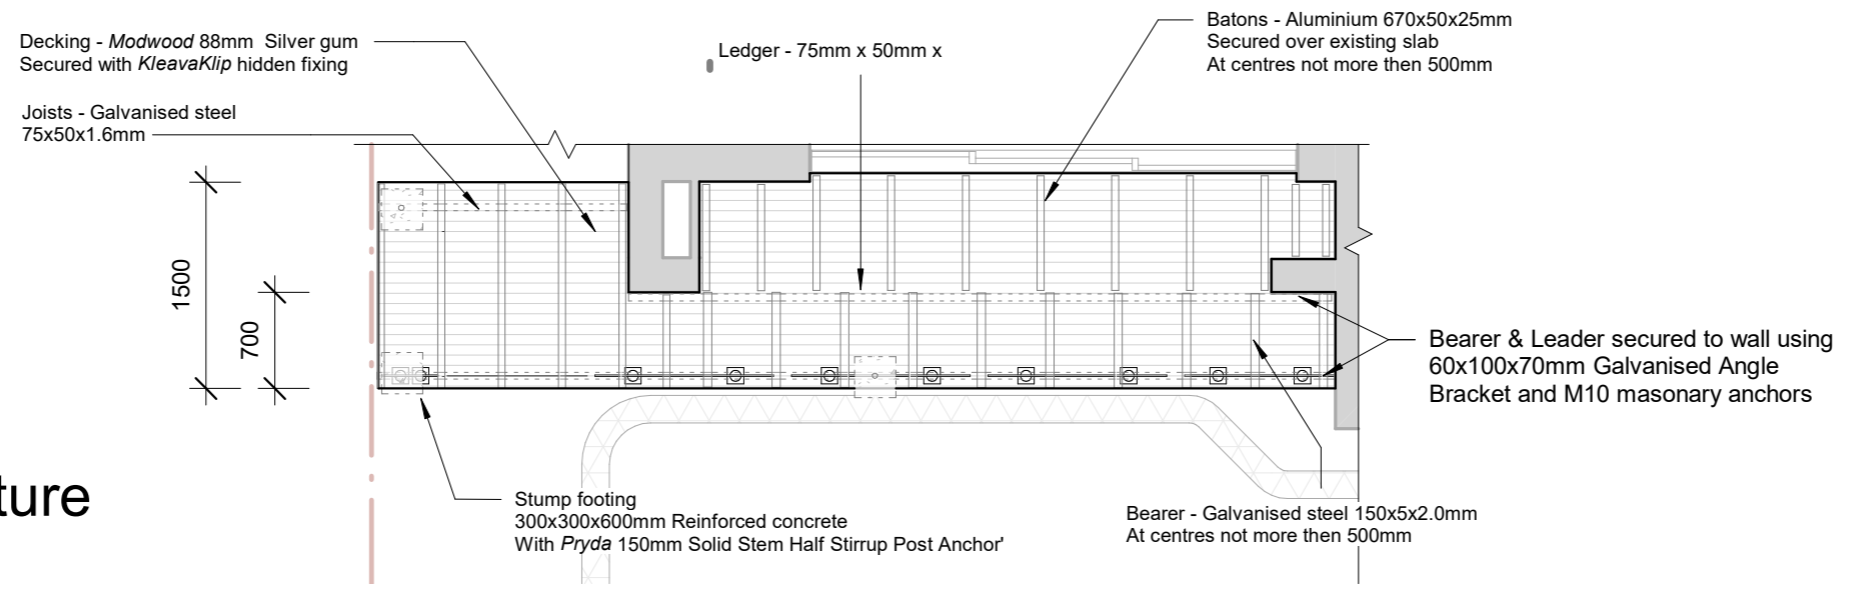 Decking - Modwood 88mm  Silver gum
Secured with KleavaKlip hidden fixing
Joists - Galvanised steel
75x50x1.6mm
Ledger - 75mm x 50mm x
Batons - Aluminium 670x50x25mm
Secured over existing slab
At centres not more then 500mm
1500
700
Bearer & Leader secured to wall using
60x100x70mm Galvanised Angle
Bracket and M10 masonary anchors
ture
Stump footing
300x300x600mm Reinforced concrete
With Pryda 150mm Solid Stem Half Stirrup Post Anchor'
Bearer - Galvanised steel 150x5x2.0mm
At centres not more then 500mm